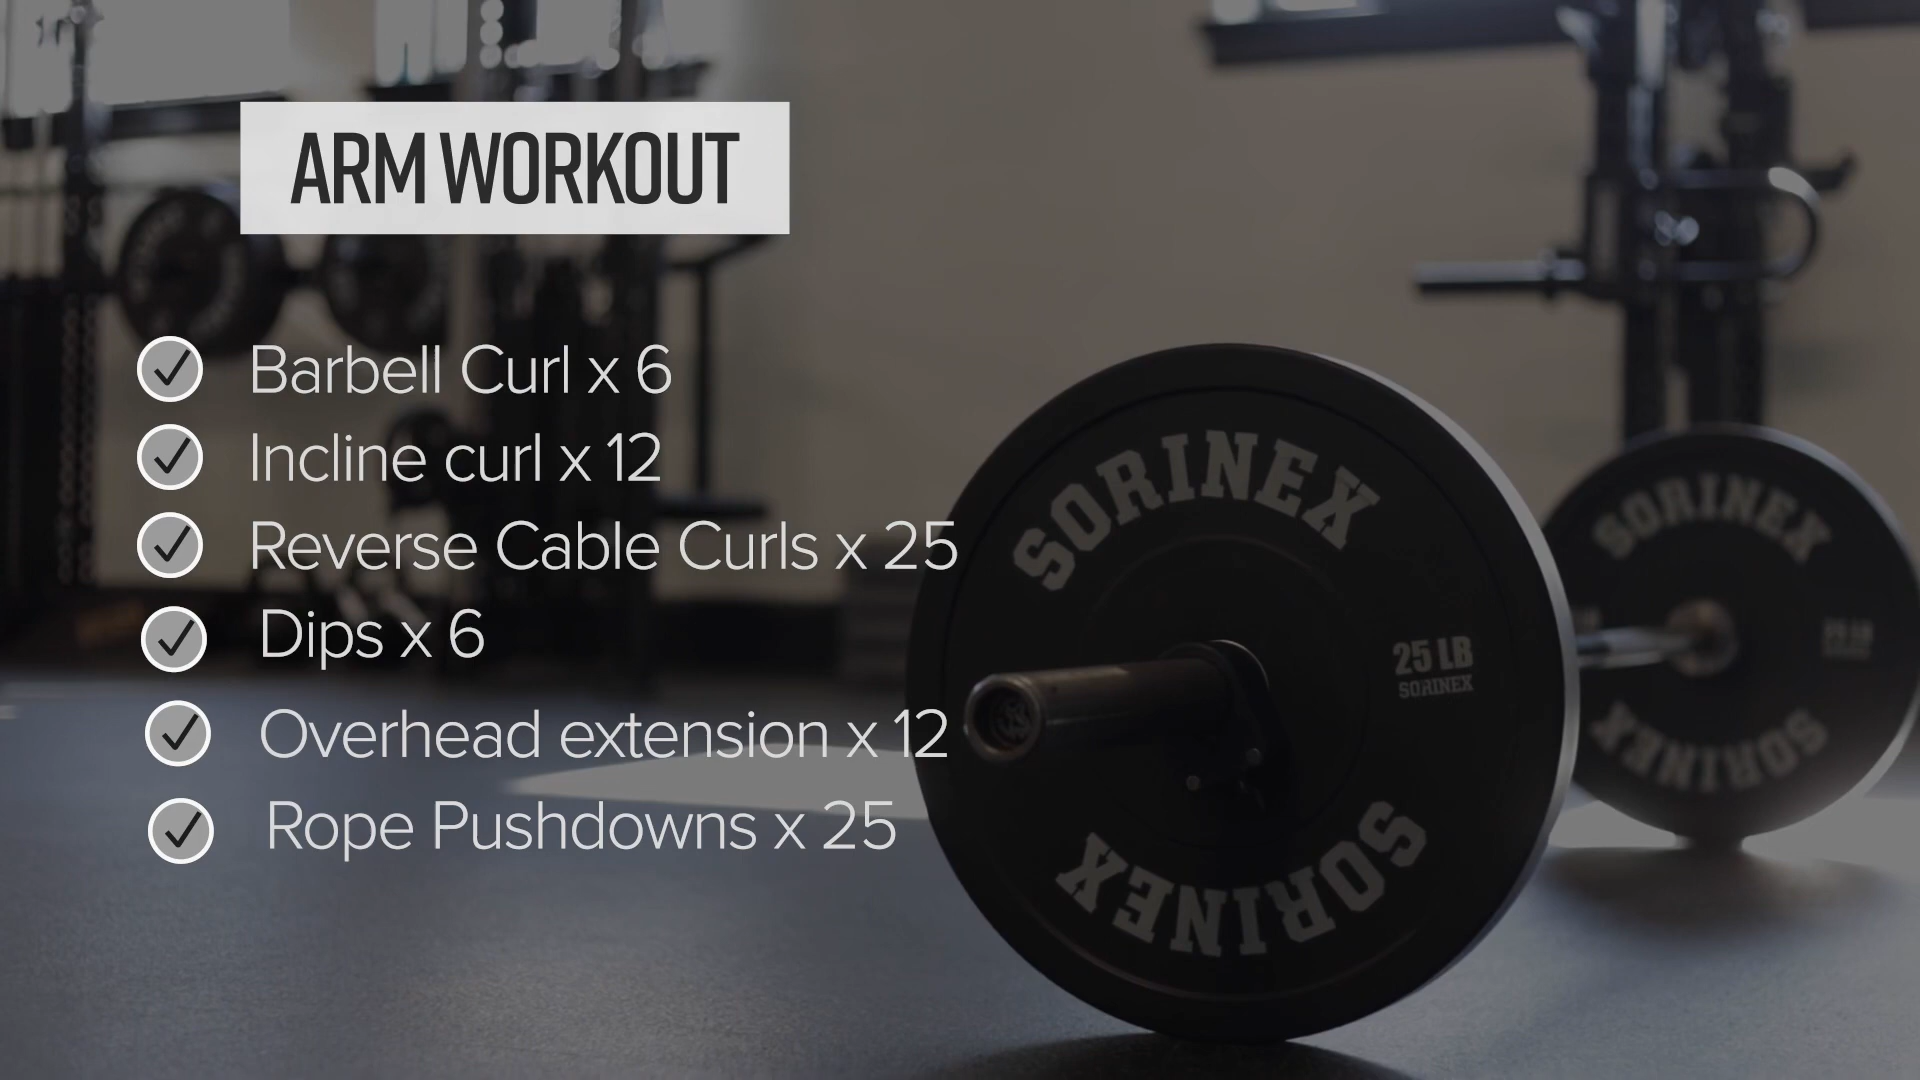 ARM WORKOUT
Barbell Curl x 6
Incline curl x 12
Reverse Cable Curls x 25
Dips x 6
Overhead extension x 12
Rope Pushdowns x 25
SORINEX
25 LB
SORINEX
SORINEX
SORINEX
SORINEX